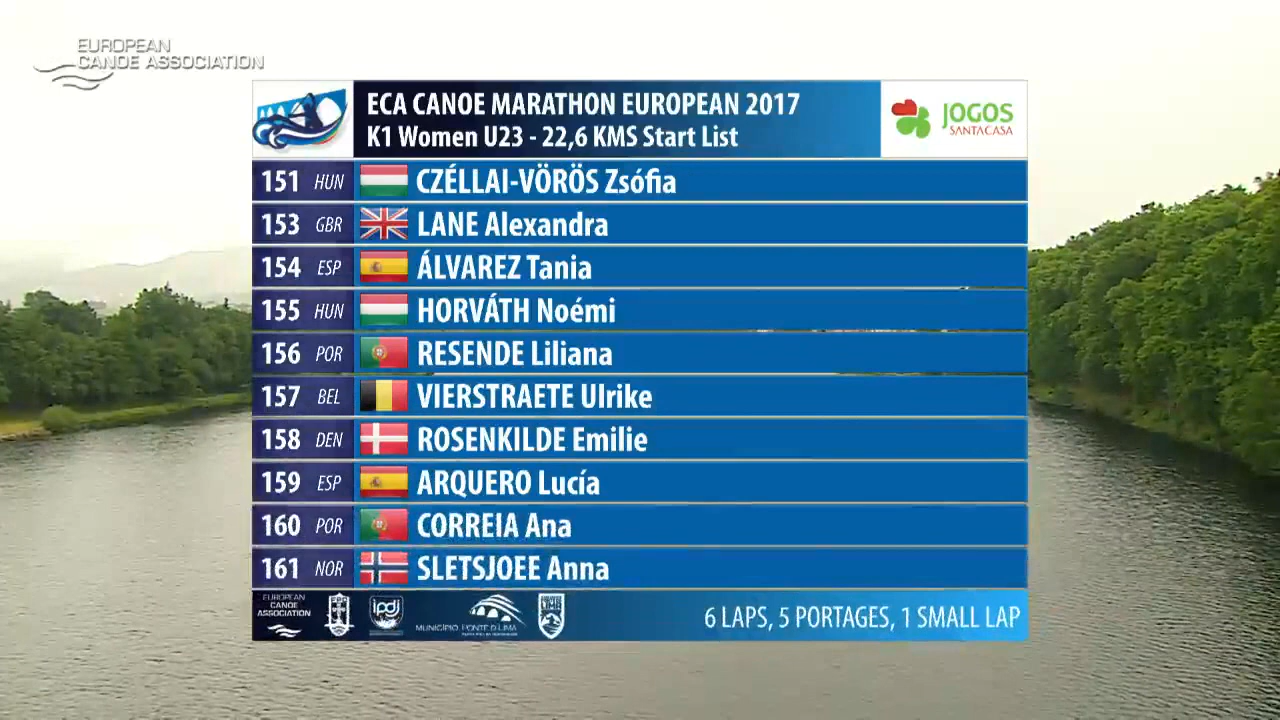 EUROPEAN
CANOE ASSOCIATION
ECA CANOE MARATHON EUROPEAN 2017
K1 Women U23 - 22,6 KMS Start List
JOGOS
SANTACASA
151 HUN CZÉLLAI-VÖRÖS Zsófia
153 GBR LANE Alexandra
154 ESP ÁLVAREZ Tania
155 HUN HORVÁTH Noémi
156 POR RESENDE Liliana
157 BEL VIERSTRAETE Ulrike
158 DEN ROSENKILDE Emilie
159 ESP ARQUERO Lucía
160 POR CORREIA Ana
161 NOR SLETSJOEE Anna
EUROPEAN
CANOE
ASSOCIATION
ipdj
MUNICÍPIO PONTE D LIMA
6 LAPS, 5 PORTAGES, 1 SMALL LAP